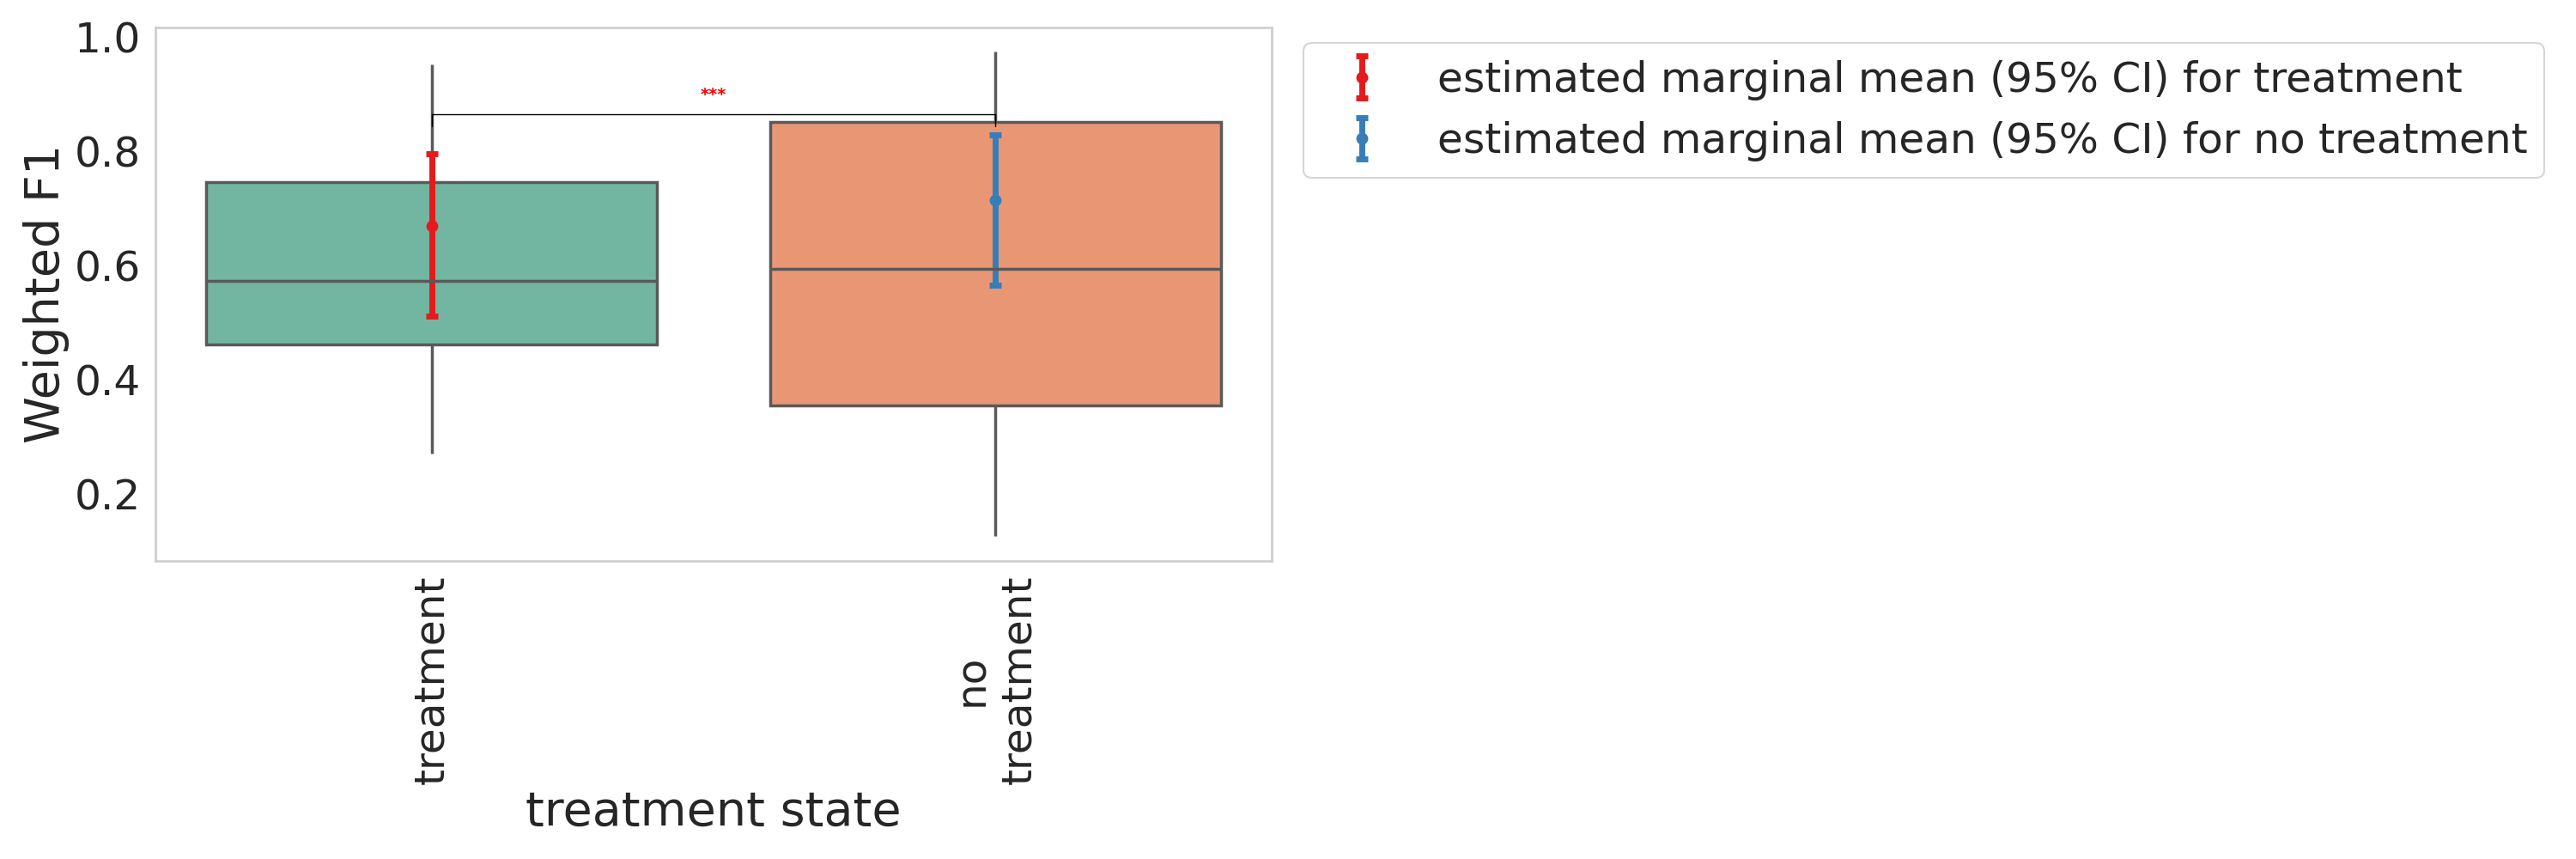 1.0
0.8
0.6
0.4
0.2
Weighted F1
***
treatment
no
treatment
treatment state
estimated marginal mean (95% CI) for treatment
estimated marginal mean (95% CI) for no treatment